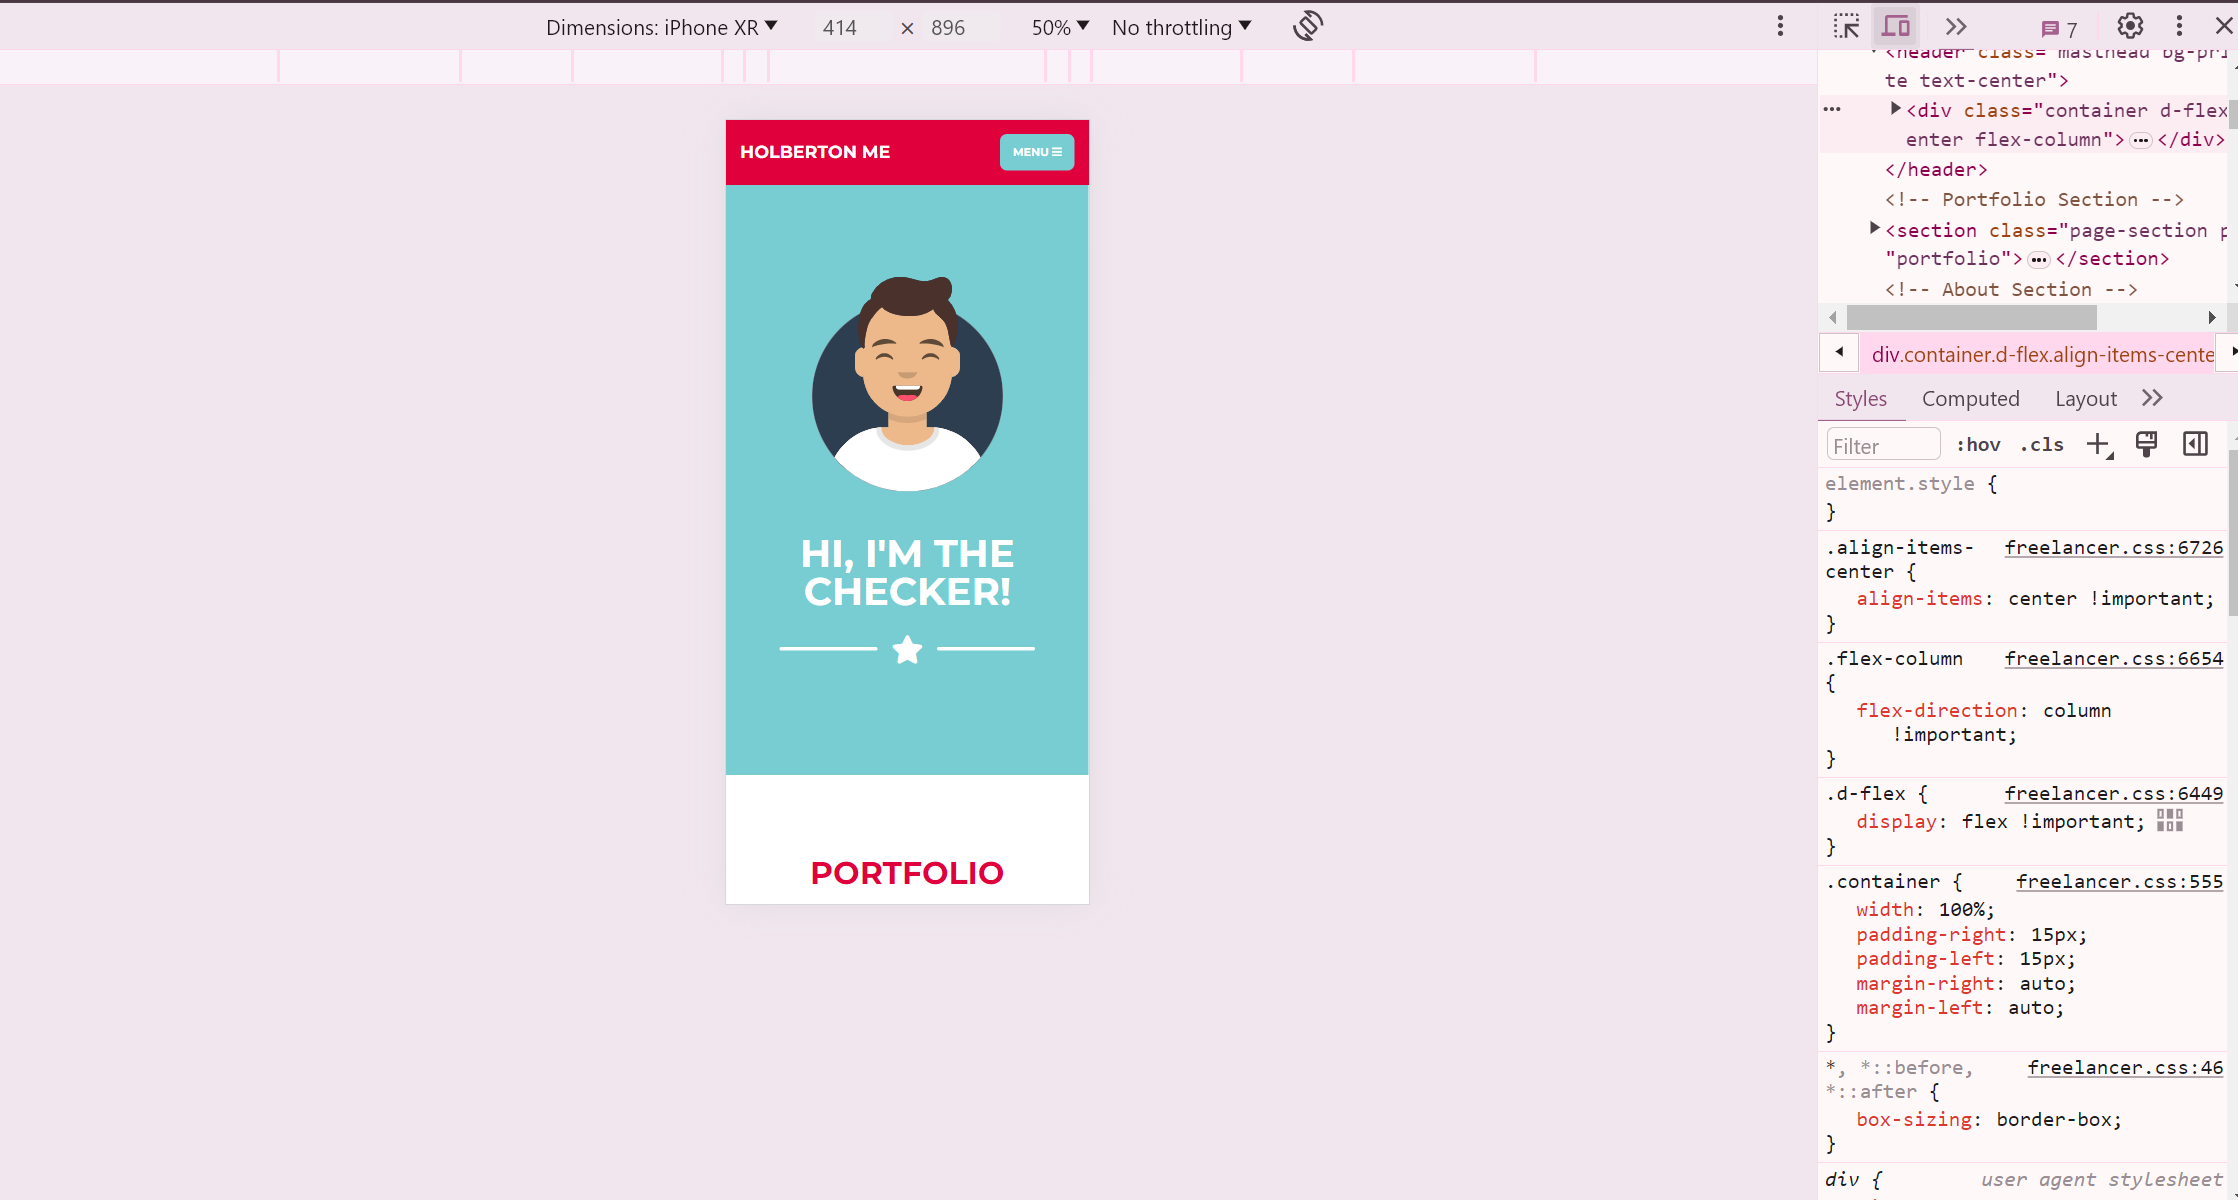 Dimensions: iPhone XR 414 × 896 50% No throttling
7
<header class="masthead bg-pri
te text-center">
<div class="container d-flex
enter flex-column"> ... </div>
</header>
<!-- Portfolio Section -->
<section class="page-section p
"portfolio"> ... </section>
<!-- About Section -->
div.container.d-flex.align-items-cente
Styles Computed Layout
Filter :hov .cls
element.style {
}
.align-items- freelancer.css:6726
center {
align-items: center !important;
}
.flex-column freelancer.css:6654
{
flex-direction: column
!important;
}
.d-flex { freelancer.css:6449
display: flex !important;
}
.container { freelancer.css:555
width: 100%;
padding-right: 15px;
padding-left: 15px;
margin-right: auto;
margin-left: auto;
}
*, *::before, freelancer.css:46
*::after {
box-sizing: border-box;
}
div { user agent stylesheet
HOLBERTON ME MENU
HI, I'M THE
CHECKER!
PORTFOLIO